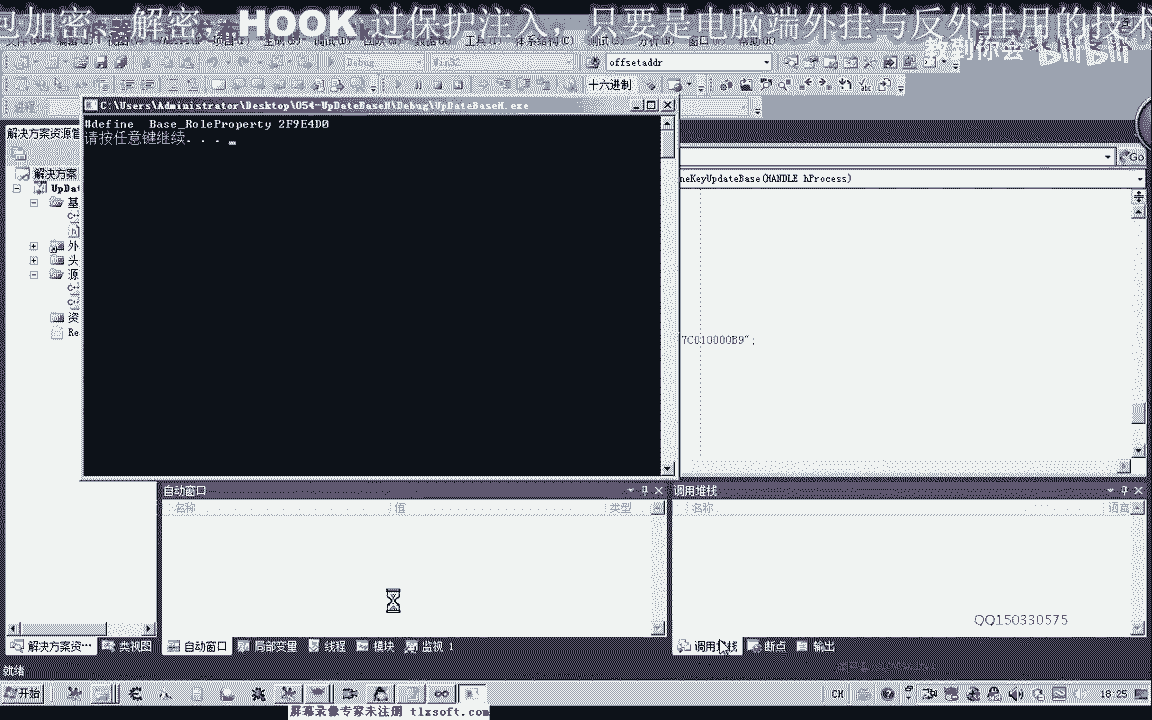 包加密、解密、HOOK 过保护注入， 只要是电脑端外挂与反外挂用的技术
教到你会
bilibili
Debug
Win32
offsetaddr
十六进制
进程
C:\Users\Administrator\Desktop\054-UpDateBaseM\Debug\UpDateBaseM.exe
#define Base_RoleProperty 2F9E4D0
请按任意键继续. . .
解决方案资源管
Go
neKeyUpdateBase(HANDLE hProcess)
解决方案
UpDat
基
外
头
源
资
Re
7C010000B9";
自动窗口
名称 值 类型
调用堆栈
名称
QQ150330575
解决方案资… 类视图
自动窗口 局部变量 线程 模块 监视 1
调用堆栈 断点 输出
就绪
开始
CH
18:25
屏幕录像专家未注册 tlxsoft.com